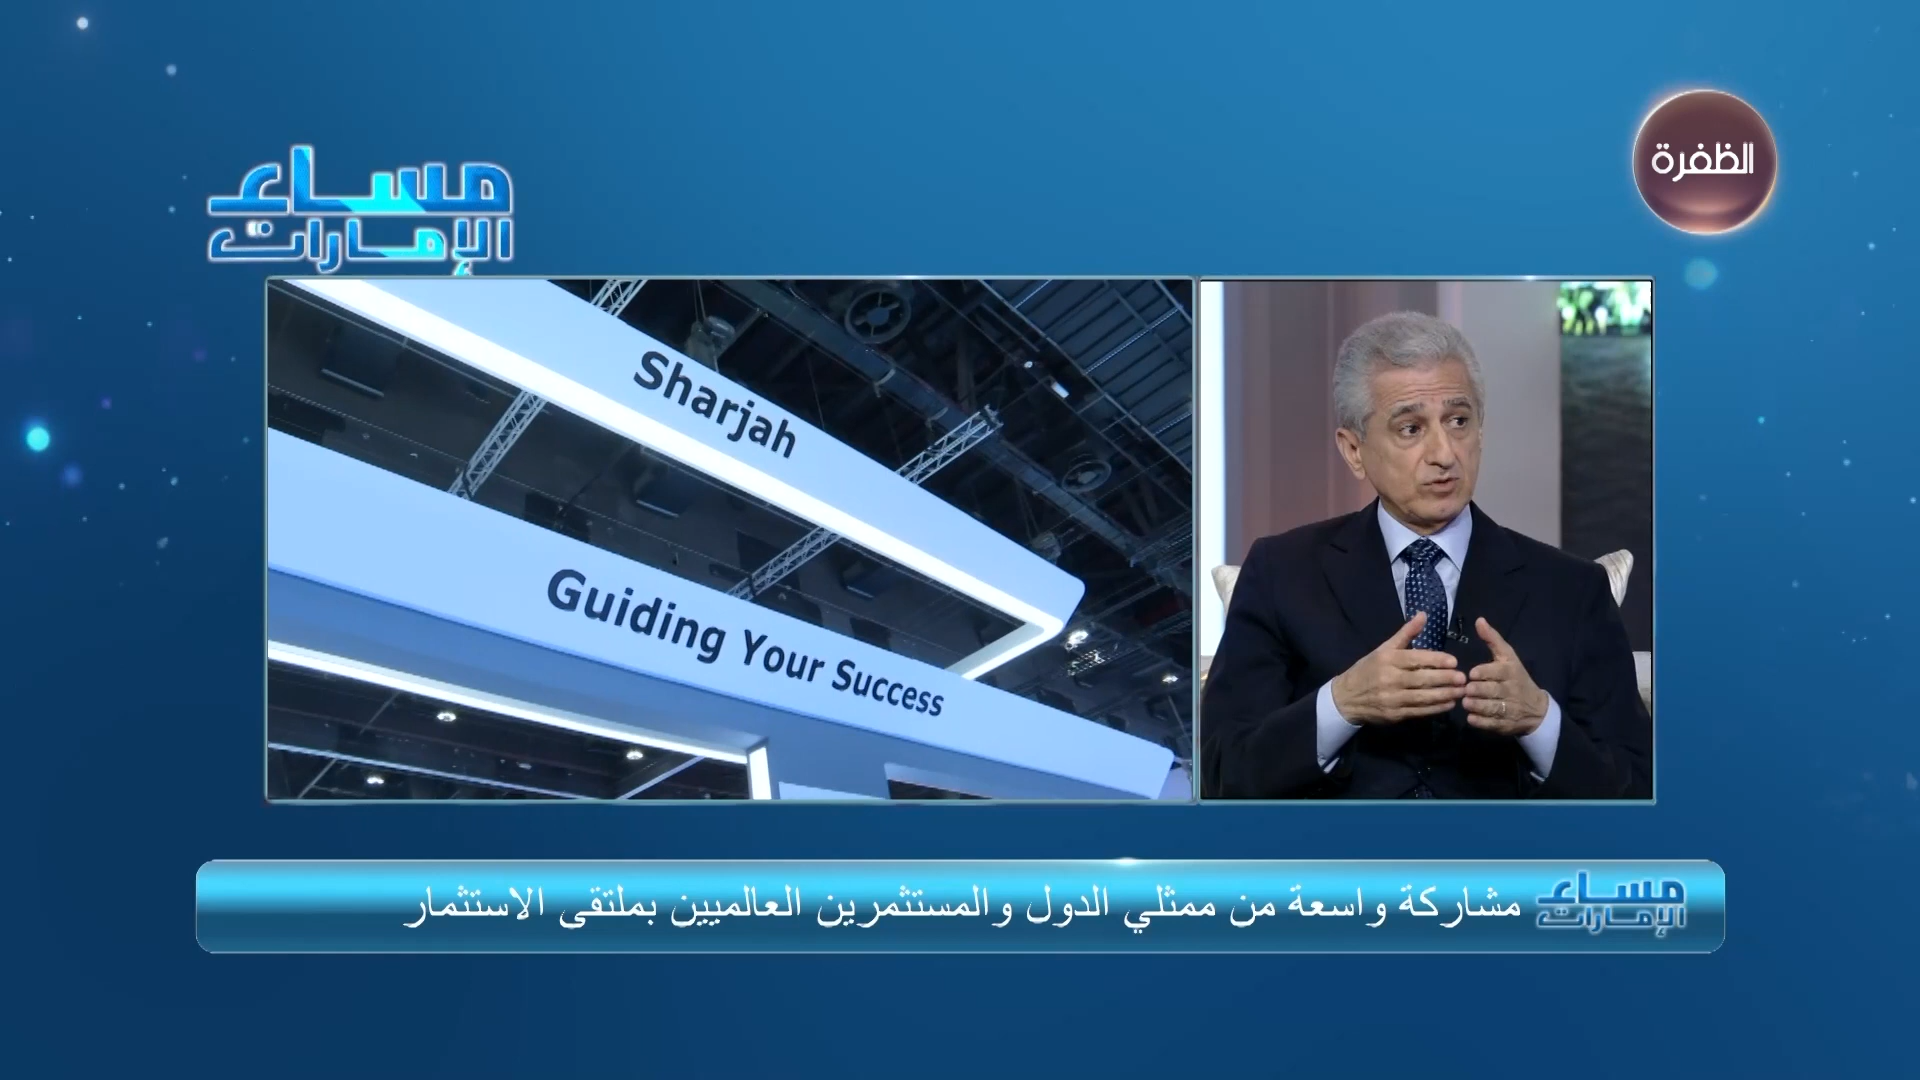 الظفرة
مساء
الإمارات
Sharjah
Guiding Your Success
مشاركة واسعة من ممثلي الدول والمستثمرين العالميين بملتقى الاستثمار
مساء
الإمارات